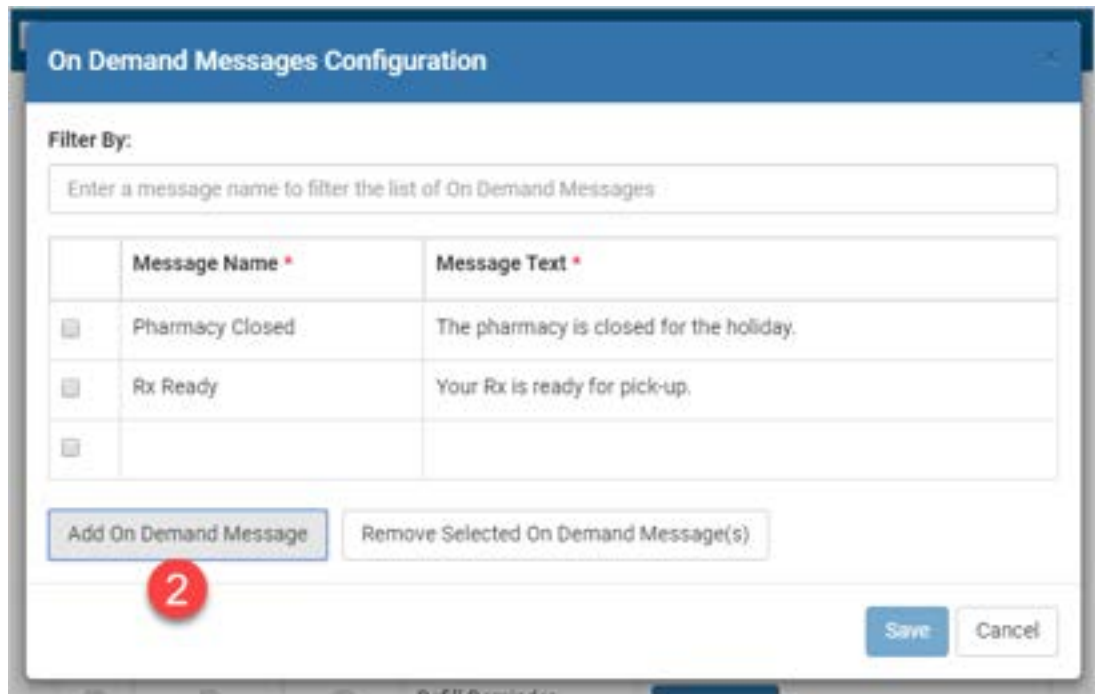 On Demand Messages Configuration
Filter By:
Enter a message name to filter the list of On Demand Messages
Message Name * Message Text *
Pharmacy Closed The pharmacy is closed for the holiday.
Rx Ready Your Rx is ready for pick-up.
Add On Demand Message Remove Selected On Demand Message(s)
2
Save Cancel